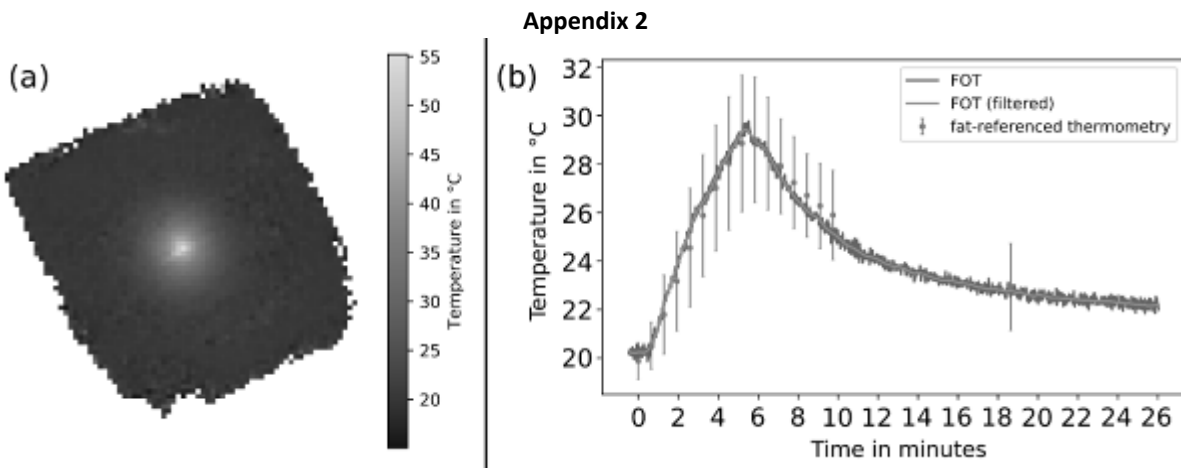 Appendix 2
(a)
55
50
45
40
35
30
25
20
Temperature in °C
(b)
32
30
28
26
24
22
20
Temperature in °C
FOT
FOT (filtered)
fat-referenced thermometry
0 2 4 6 8 10 12 14 16 18 20 22 24 26
Time in minutes